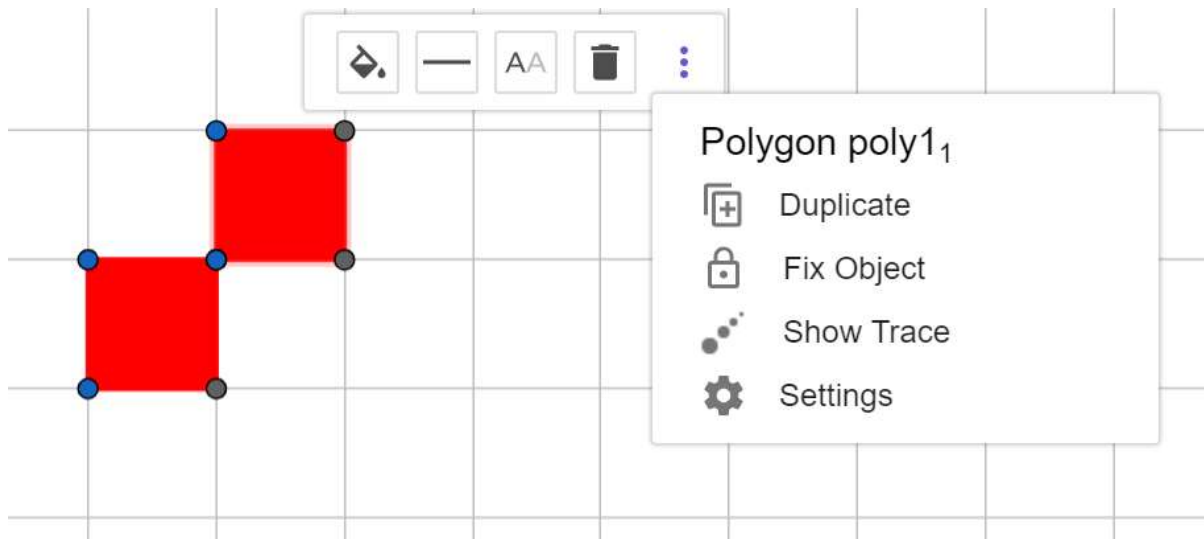 AA
Polygon poly1₁
Duplicate
Fix Object
Show Trace
Settings